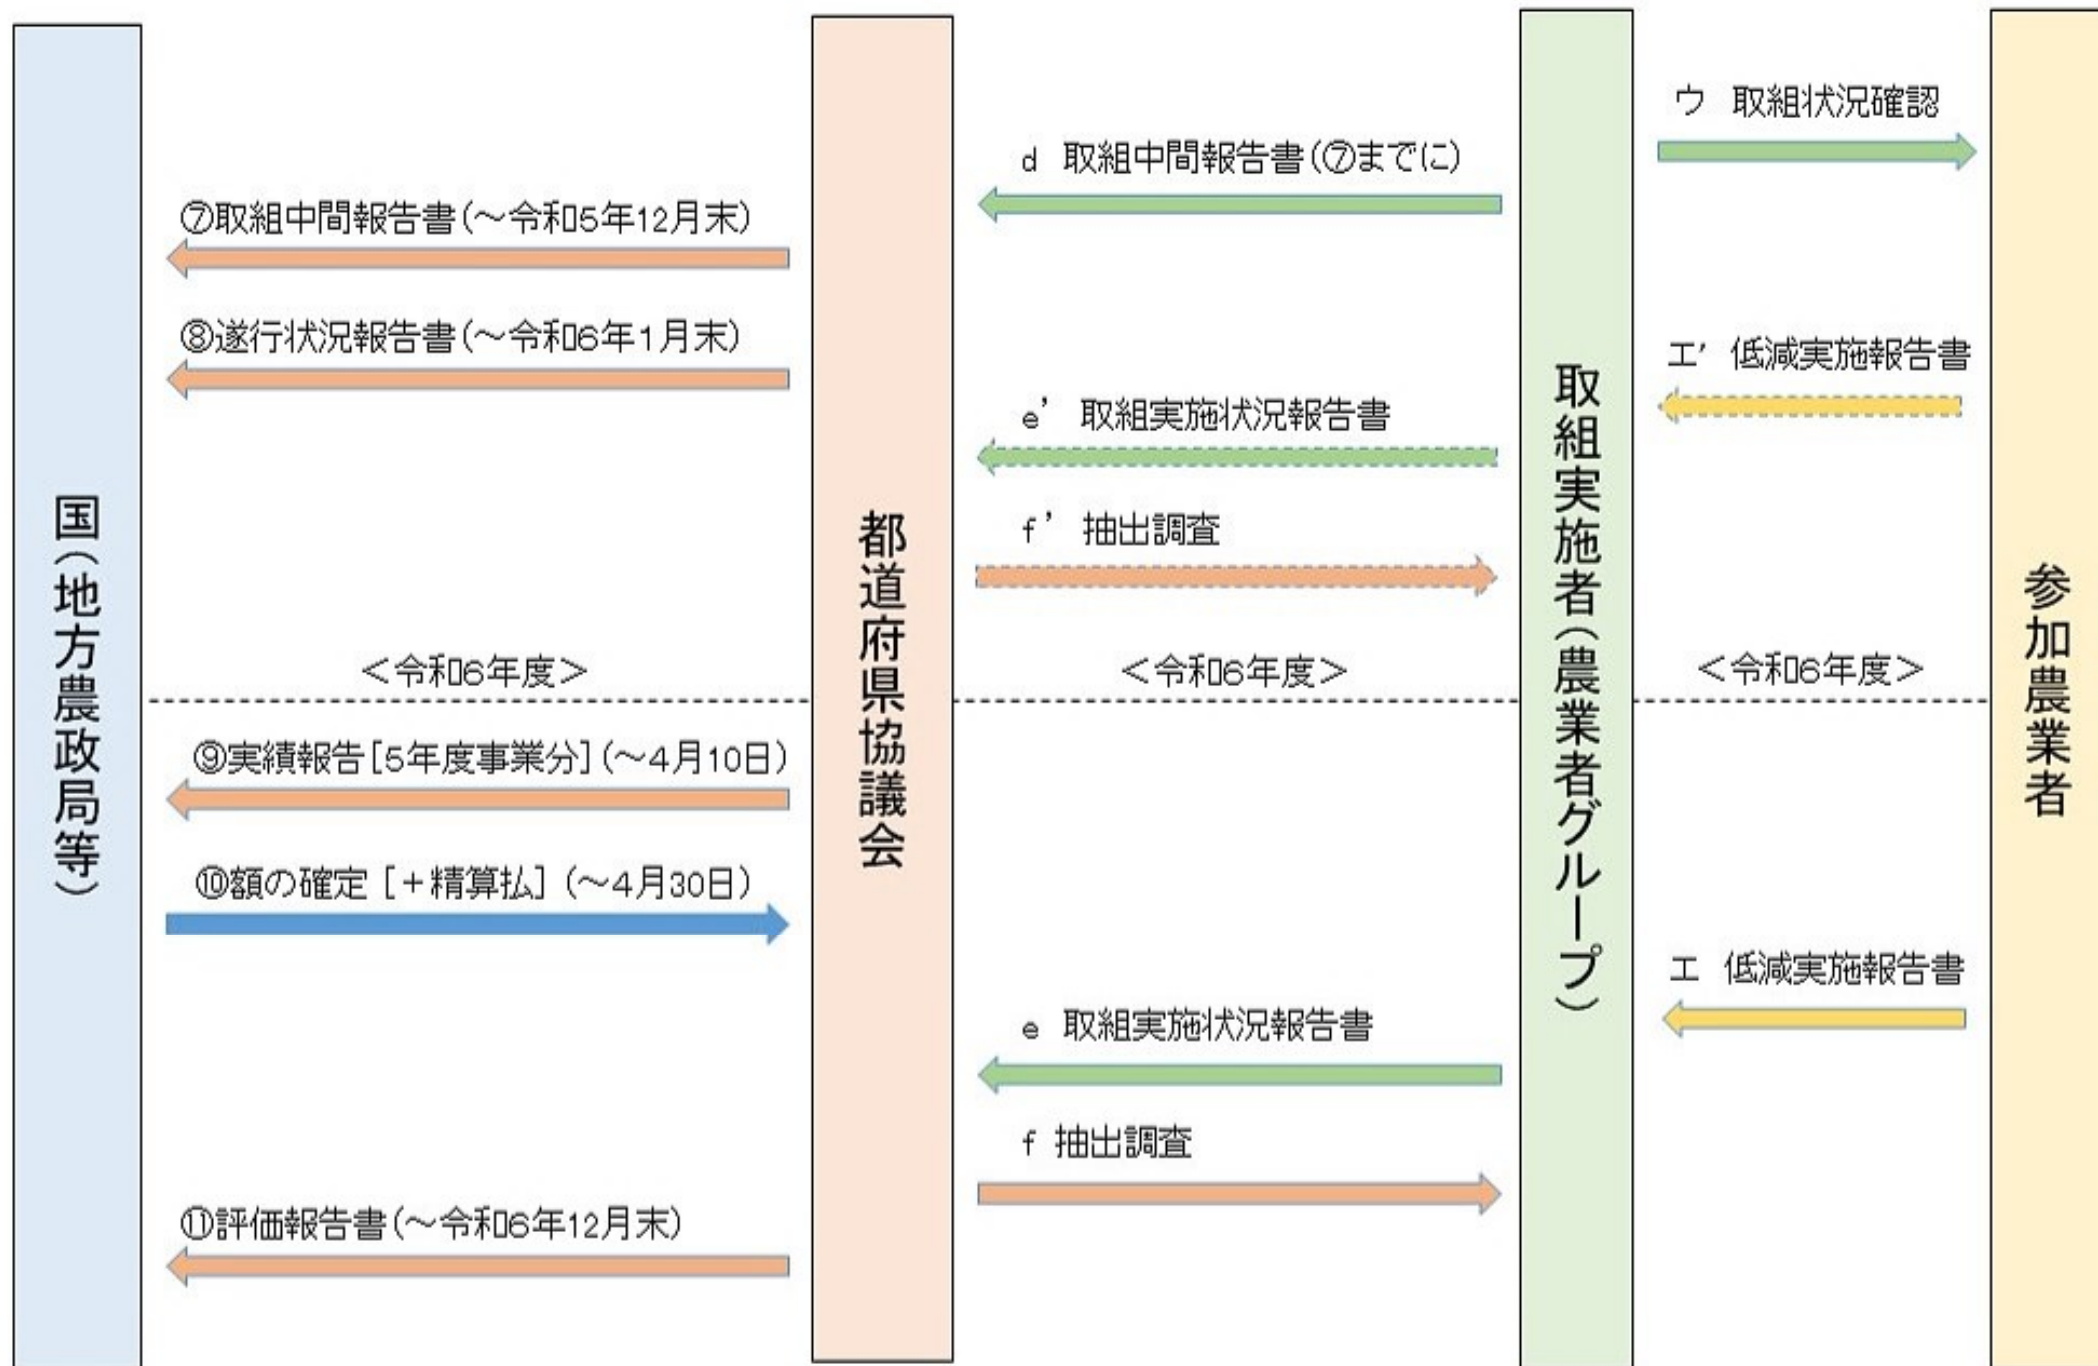 国(地方農政局等)
都道府県協議会
取組実施者(農業者グループ)
参加農業者
ウ 取組状況確認
d 取組中間報告書(⑦までに)
⑦取組中間報告書(～令和5年12月末)
⑧遂行状況報告書(～令和6年1月末)
エ' 低減実施報告書
e' 取組実施状況報告書
f' 抽出調査
＜令和6年度＞
＜令和6年度＞
＜令和6年度＞
⑨実績報告[5年度事業分](～4月10日)
⑩額の確定[＋精算払](～4月30日)
エ 低減実施報告書
e 取組実施状況報告書
f 抽出調査
⑪評価報告書(～令和6年12月末)